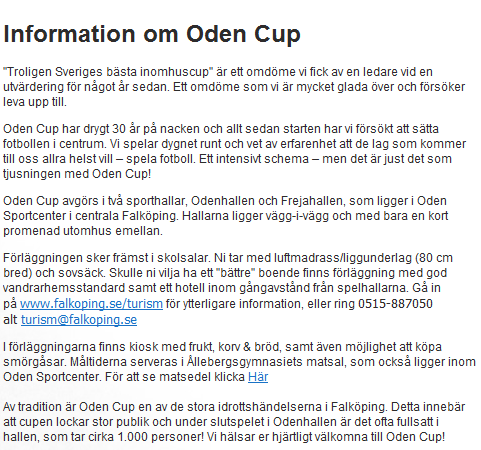 Information om Oden Cup
"Troligen Sveriges bästa inomhuscup" är ett omdöme vi fick av en ledare vid en
utvärdering för något år sedan. Ett omdöme som vi är mycket glada över och försöker
leva upp till.
Oden Cup har drygt 30 år på nacken och allt sedan starten har vi försökt att sätta
fotbollen i centrum. Vi spelar dygnet runt och vet av erfarenhet att de lag som kommer
till oss allra helst vill – spela fotboll. Ett intensivt schema – men det är just det som
tjusningen med Oden Cup!
Oden Cup avgörs i två sporthallar, Odenhallen och Frejahallen, som ligger i Oden
Sportcenter i centrala Falköping. Hallarna ligger vägg-i-vägg och med bara en kort
promenad utomhus emellan.
Förläggningen sker främst i skolsalar. Ni tar med luftmadrass/liggunderlag (80 cm
bred) och sovsäck. Skulle ni vilja ha ett "bättre" boende finns förläggning med god
vandrarhemsstandard samt ett hotell inom gångavstånd från spelhallarna. Gå in
på www.falkoping.se/turism för ytterligare information, eller ring 0515-887050
alt turism@falkoping.se
I förläggningarna finns kiosk med frukt, korv & bröd, samt även möjlighet att köpa
smörgåsar. Måltiderna serveras i Ållebergsgymnasiets matsal, som också ligger inom
Oden Sportcenter. För att se matsedel klicka Här
Av tradition är Oden Cup en av de stora idrottshändelserna i Falköping. Detta innebär
att cupen lockar stor publik och under slutspelet i Odenhallen är det ofta fullsatt i
hallen, som tar cirka 1.000 personer! Vi hälsar er hjärtligt välkomna till Oden Cup!